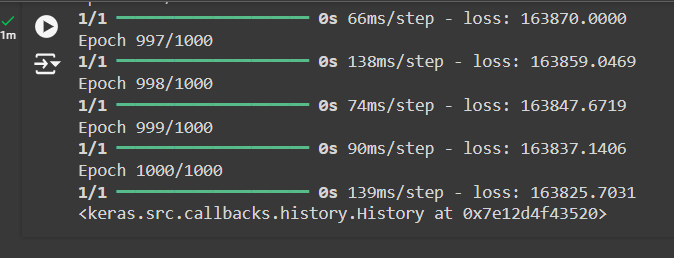 1/1 ━━━━━━━━━━━━━━━━━━━━ 0s 66ms/step - loss: 163870.0000
1m
Epoch 997/1000
1/1 ━━━━━━━━━━━━━━━━━━━━ 0s 138ms/step - loss: 163859.0469
Epoch 998/1000
1/1 ━━━━━━━━━━━━━━━━━━━━ 0s 74ms/step - loss: 163847.6719
Epoch 999/1000
1/1 ━━━━━━━━━━━━━━━━━━━━ 0s 90ms/step - loss: 163837.1406
Epoch 1000/1000
1/1 ━━━━━━━━━━━━━━━━━━━━ 0s 139ms/step - loss: 163825.7031
<keras.src.callbacks.history.History at 0x7e12d4f43520>